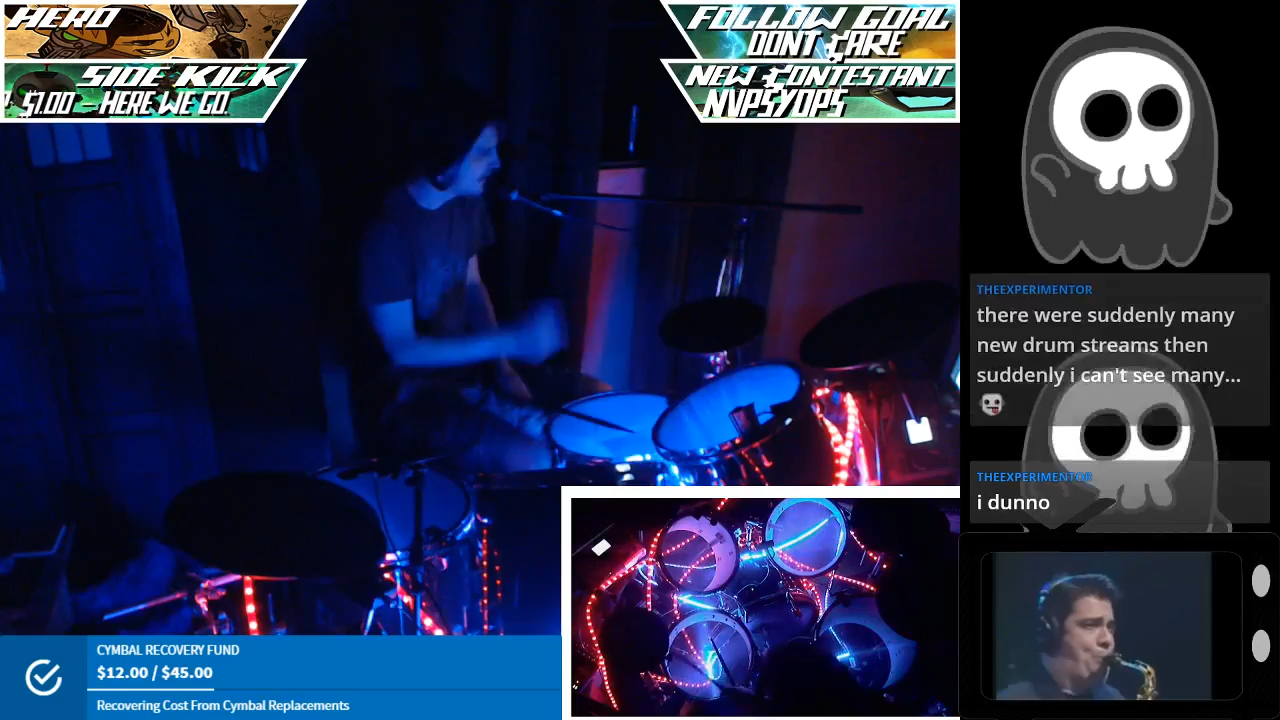 HERO
SIDE KICK
$1.00 - HERE WE GO.
FOLLOW GOAL
DONT CARE
NEW CONTESTANT
NVPSYOPS
THEEXPERIMENTOR
there were suddenly many
new drum streams then
suddenly i can't see many...
THEEXPERIMENTOR
i dunno
CYMBAL RECOVERY FUND
$12.00 / $45.00
Recovering Cost From Cymbal Replacements